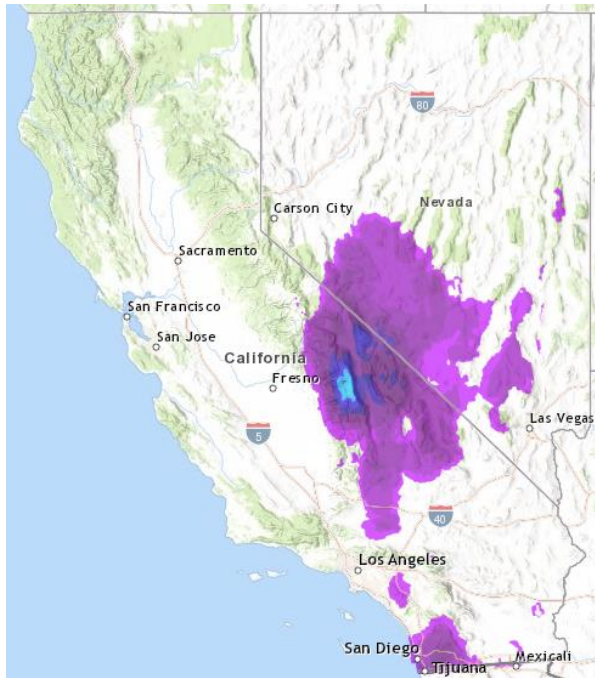 80
Nevada
Carson City
Sacramento
San Francisco
San Jose
California
Fresno
5
Las Vegas
40
Los Angeles
San Diego
Tijuana
Mexicali